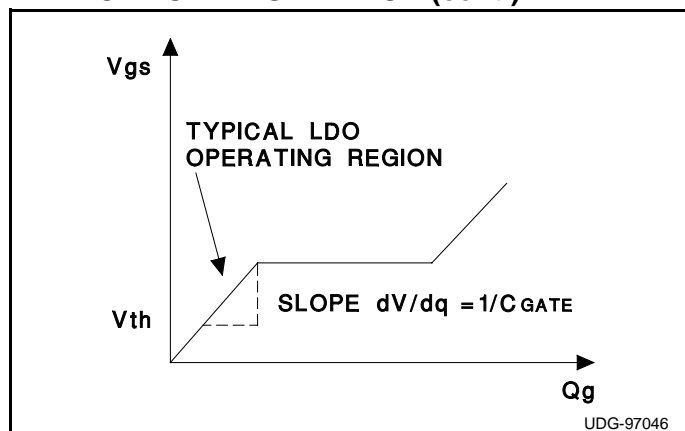 Vgs
TYPICAL LDO
OPERATING REGION
SLOPE dV/dq = 1/C GATE
Vth
Qg
UDG-97046